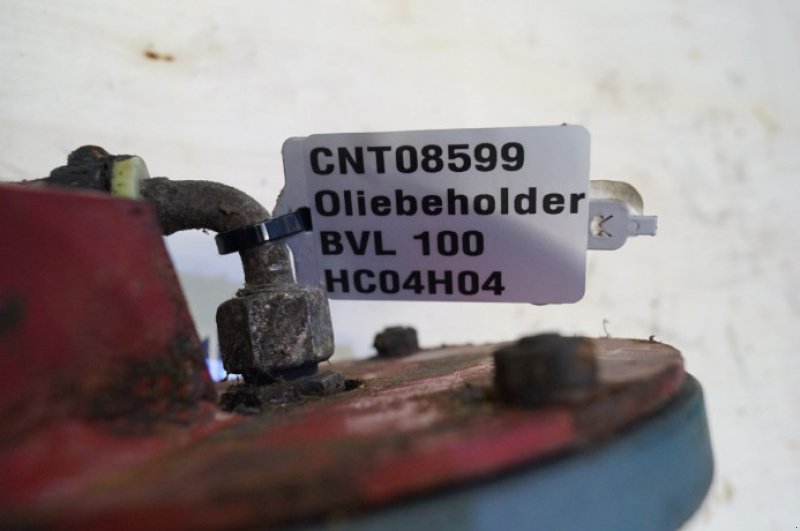 CNT08599
Oliebeholder
BVL 100
HC04H04